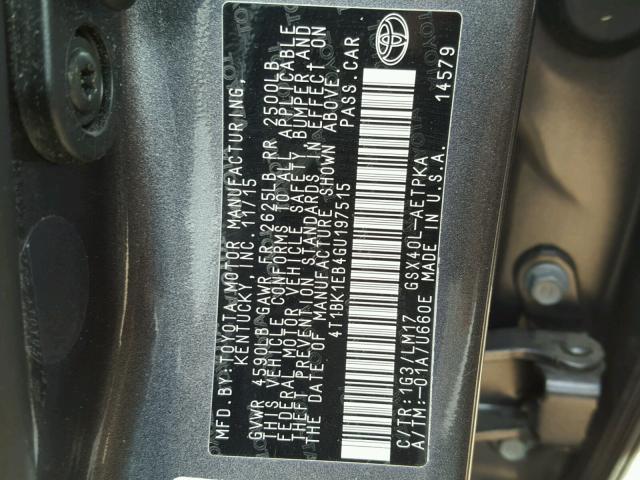 MFD. BY: TOYOTA MOTOR MANUFACTURING,
KENTUCKY INC. 11/15
GVWR 4590LB GAWR FR 2625LB RR 2500LB
THIS VEHICLE CONFORMS TO ALL APPLICABLE
FEDERAL MOTOR VEHICLE SAFETY, BUMPER AND
THEFT PREVENTION STANDARDS IN EFFECT ON
THE DATE OF MANUFACTURE SHOWN ABOVE.
4T1BK1EB4GU197515 PASS. CAR
C/TR: 1G3/LM17 GSX40L-AETPKA
A/TM: -01A/U660E MADE IN U.S.A.
14579